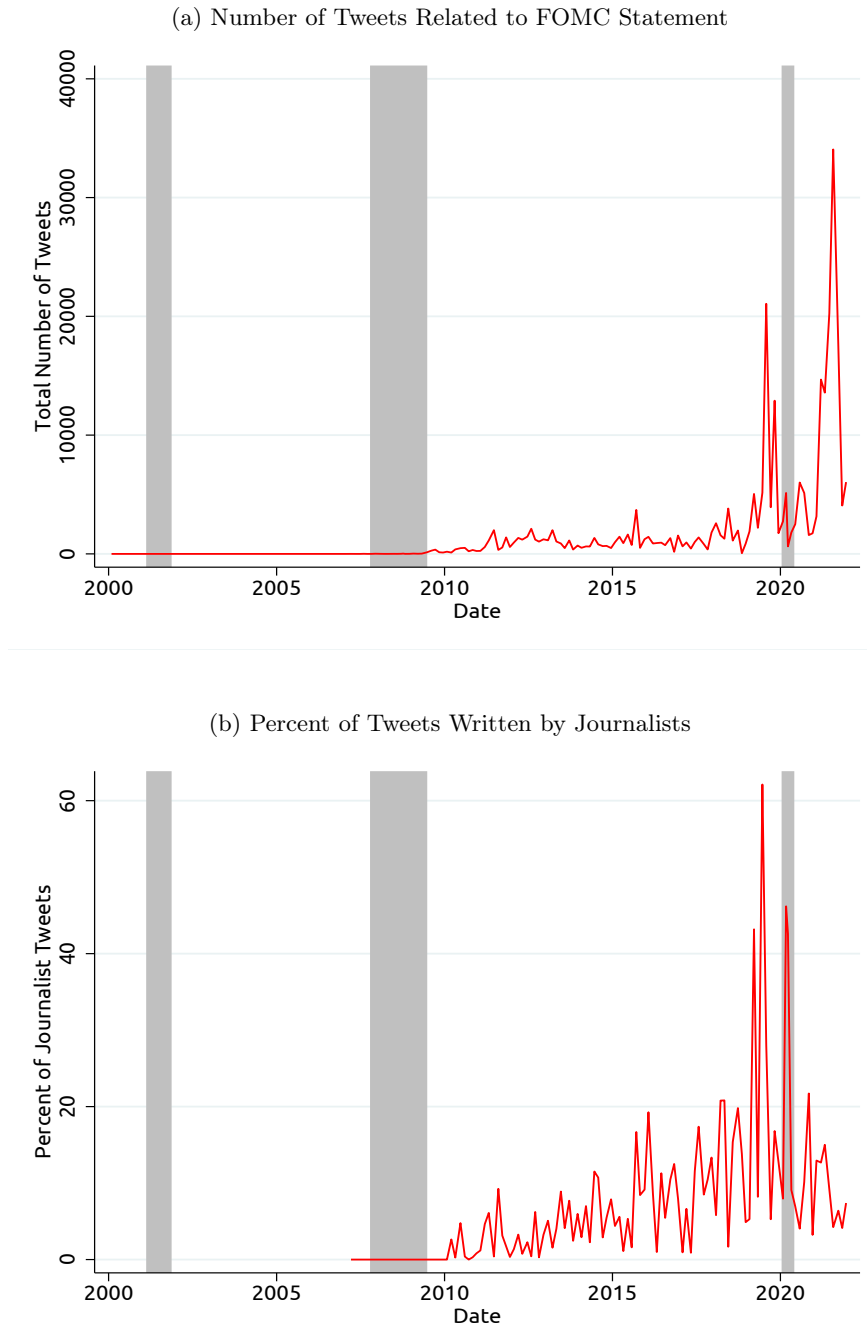 (a) Number of Tweets Related to FOMC Statement
Total Number of Tweets
40000
30000
20000
10000
0
2000 2005 2010 2015 2020
Date
(b) Percent of Tweets Written by Journalists
Percent of Journalist Tweets
60
40
20
0
2000 2005 2010 2015 2020
Date